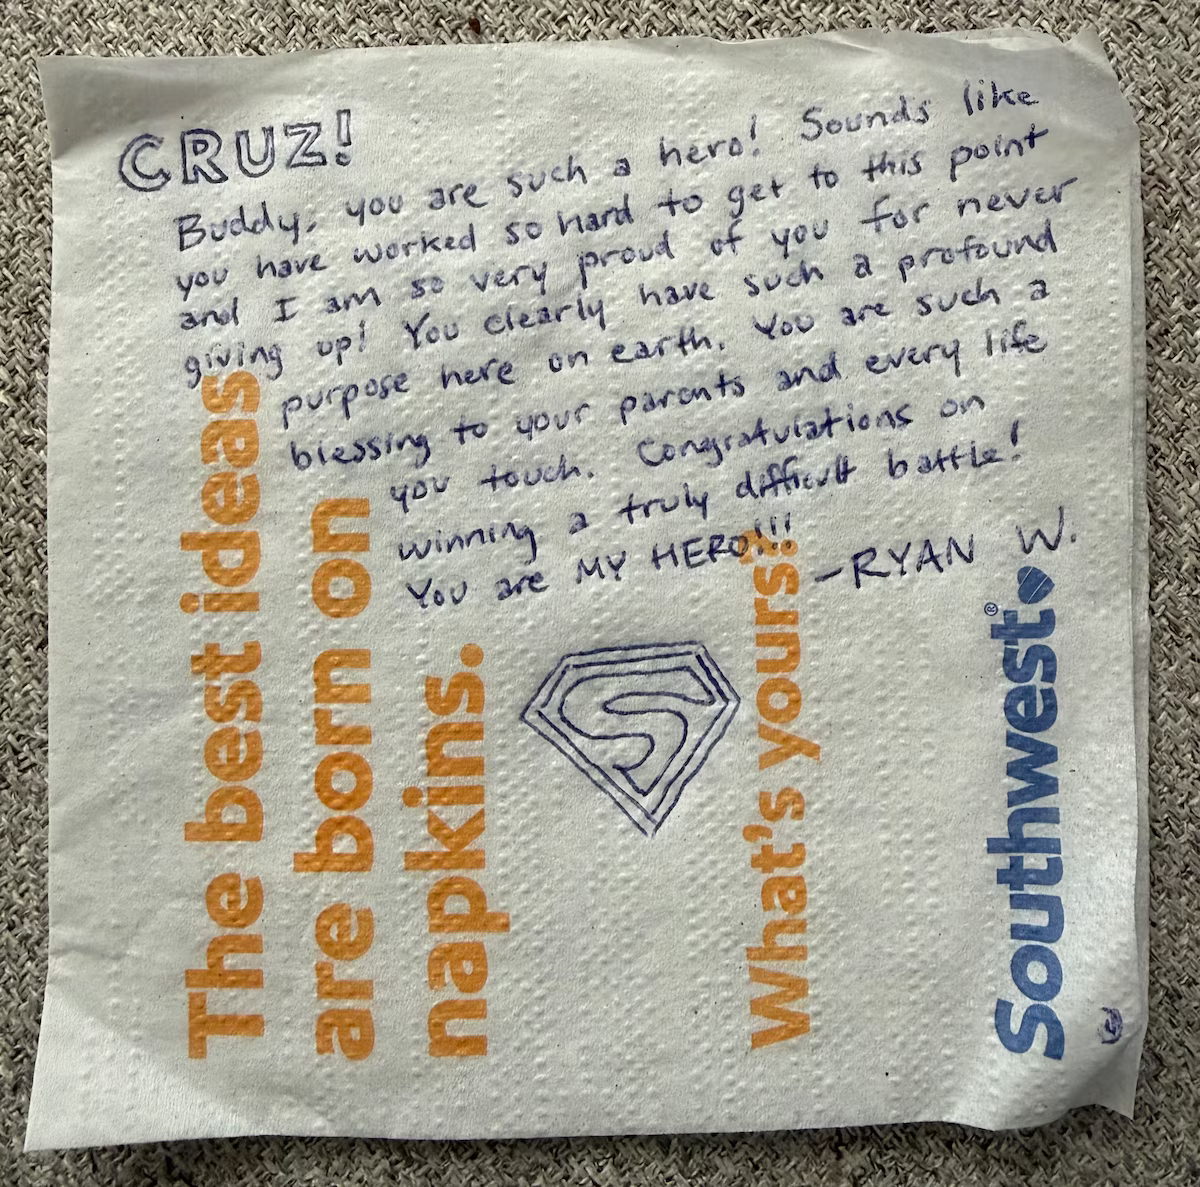 CRUZ!
Buddy, you are such a hero! Sounds like
you have worked so hard to get to this point
and I am so very proud of you for never
giving up! You clearly have such a profound
purpose here on earth. You are such a
blessing to your parents and every life
you touch. Congratulations on
winning a truly difficult battle!
You are MY HERO!!!
-RYAN W.
S
The best ideas
are born on
napkins.
What's yours?
Southwest®